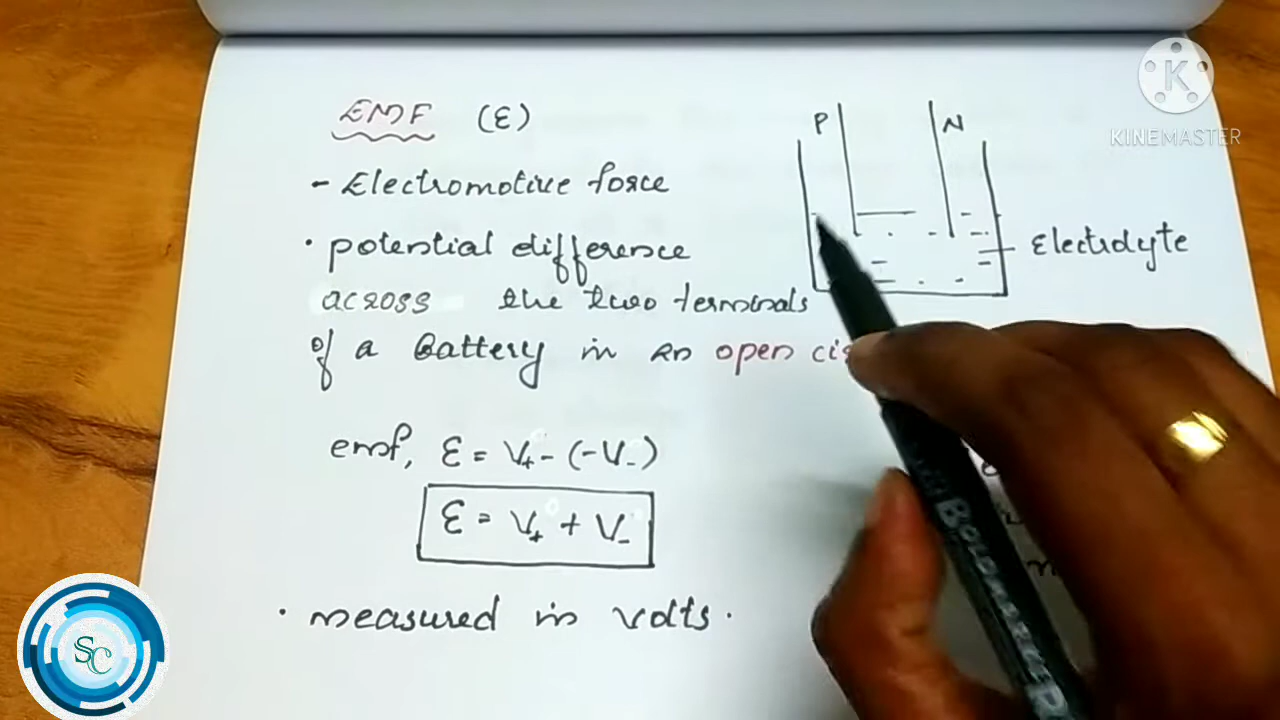 EMF (ε)
P N
- Electromotive force
· potential difference
Electrolyte
across the two terminals
of a Battery in an open
emf, ε = V₊ - (-V₋)
ε = V₊ + V₋
· measured in volts.
KINEMASTER
K
SC